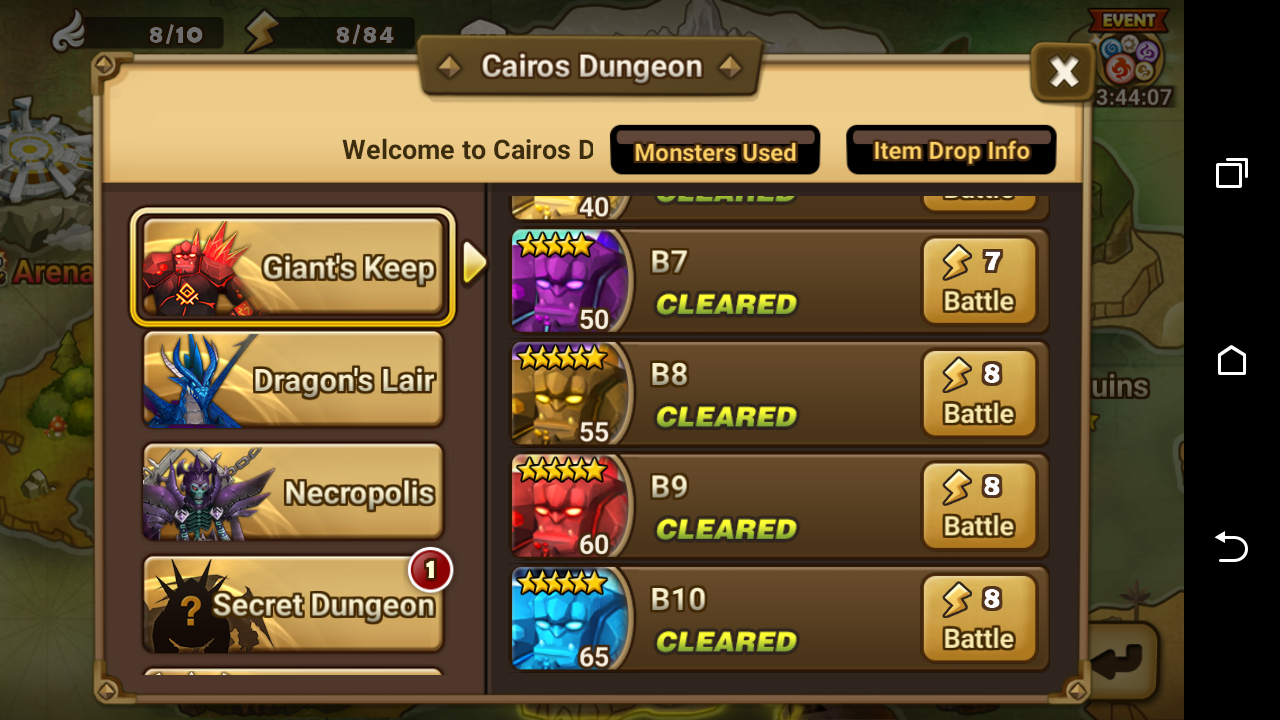 8/10
8/84
EVENT
3:44:07
Cairos Dungeon
Welcome to Cairos D
Monsters Used
Item Drop Info
Arena
Giant's Keep
Dragon's Lair
Necropolis
1
?
Secret Dungeon
40
CLEARED
Battle
B7
CLEARED
50
7
Battle
B8
CLEARED
55
8
Battle
B9
CLEARED
60
8
Battle
B10
CLEARED
65
8
Battle
uins